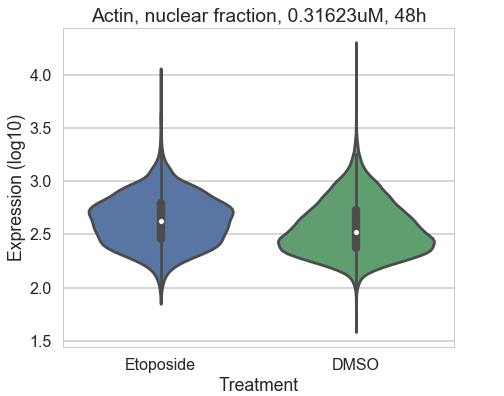 Actin, nuclear fraction, 0.31623uM, 48h
Expression (log10)
4.0
3.5
3.0
2.5
2.0
1.5
Etoposide DMSO
Treatment